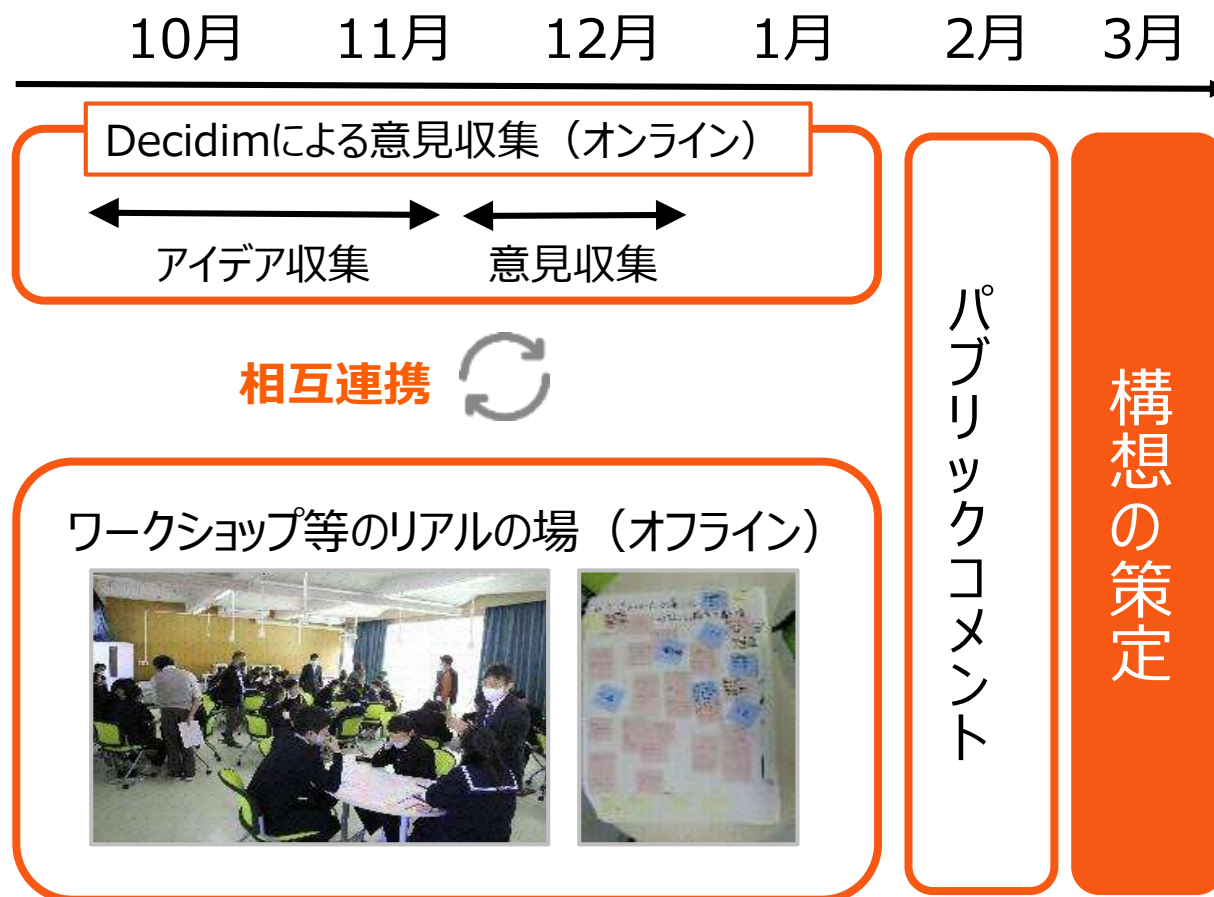 10月 11月 12月 1月 2月 3月
Decidimによる意見収集（オンライン）
アイデア収集 意見収集
相互連携
ワークショップ等のリアルの場（オフライン）
パブリックコメント
構想の策定